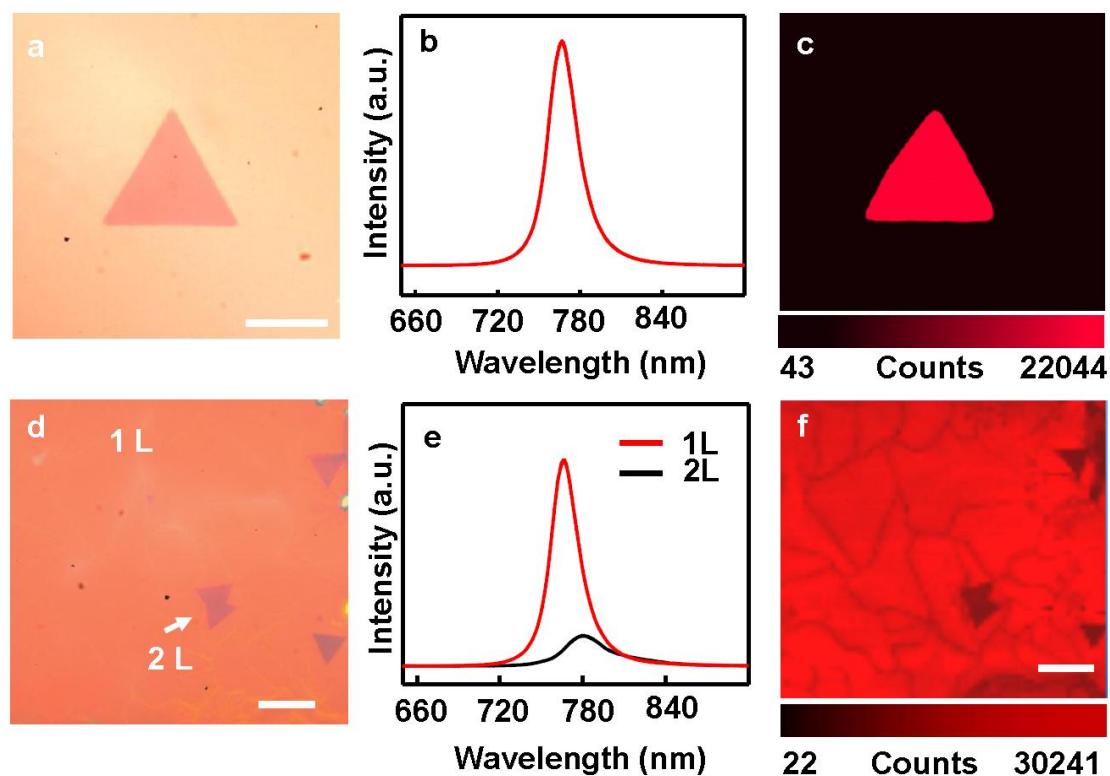 a
b
Intensity (a.u.)
660 720 780 840
Wavelength (nm)
c
43 Counts 22044
d
1 L
2 L
e
1L
2L
Intensity (a.u.)
660 720 780 840
Wavelength (nm)
f
22 Counts 30241